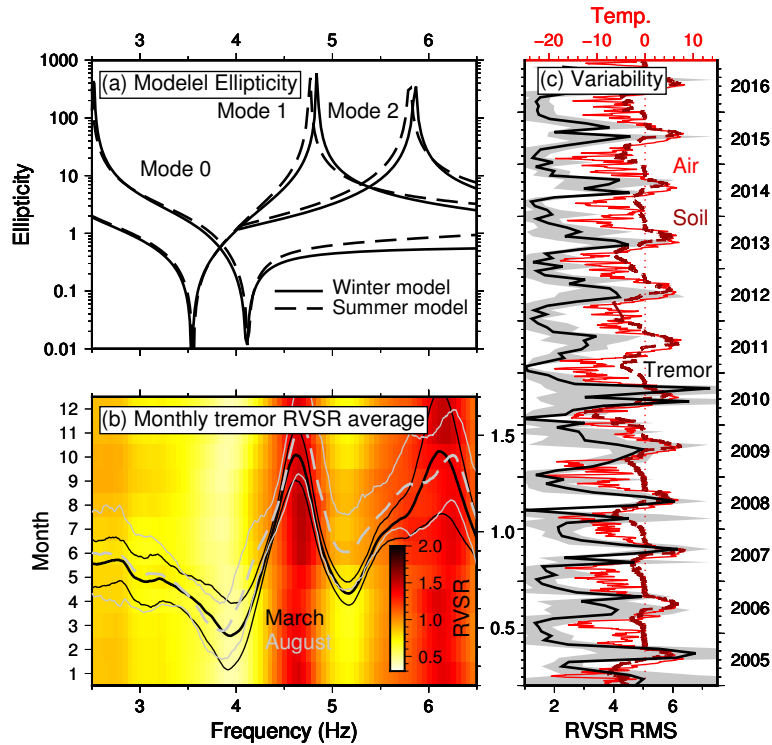 3 4 5 6
1000
100
10
1
0.1
0.01
Ellipticity
(a) Modelel Ellipticity
Mode 1
Mode 2
Mode 0
Winter model
Summer model
12
11
10
9
8
7
6
5
4
3
2
1
Month
(b) Monthly tremor RVSR average
March
August
2.0
1.5
1.0
0.5
RVSR
1.5
1.0
0.5
3 4 5 6
Frequency (Hz)
Temp.
−20 −10 0 10
(c) Variability
Air
Soil
Tremor
2016
2015
2014
2013
2012
2011
2010
2009
2008
2007
2006
2005
2 4 6
RVSR RMS